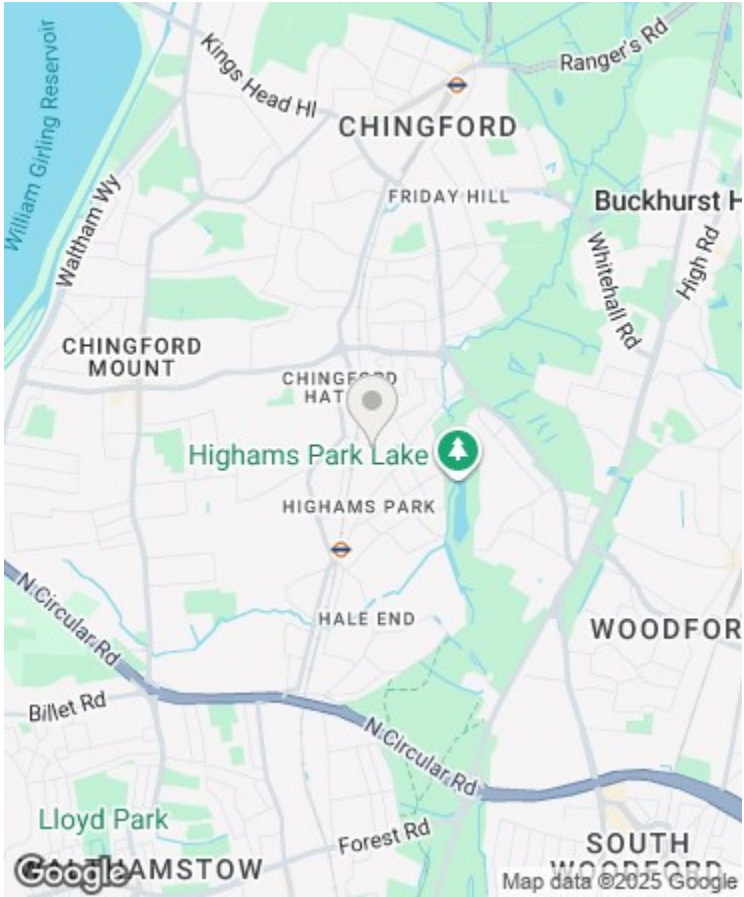 William Girling Reservoir
Kings Head Hl
Ranger's Rd
CHINGFORD
FRIDAY HILL
Buckhurst H
Waltham Wy
Whitehall Rd
High Rd
CHINGFORD
MOUNT
CHINGFORD
HAT
Highams Park Lake
HIGHAMS PARK
N Circular Rd
HALE END
WOODFOR
Billet Rd
N Circular Rd
Lloyd Park
Forest Rd
SOUTH
WOODFORD
WALTHAMSTOW
Google
Map data ©2025 Google